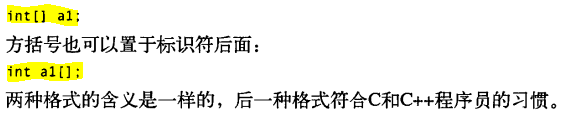 int[] a1;
方括号也可以置于标识符后面：
int a1[];
两种格式的含义是一样的，后一种格式符合C和C++程序员的习惯。